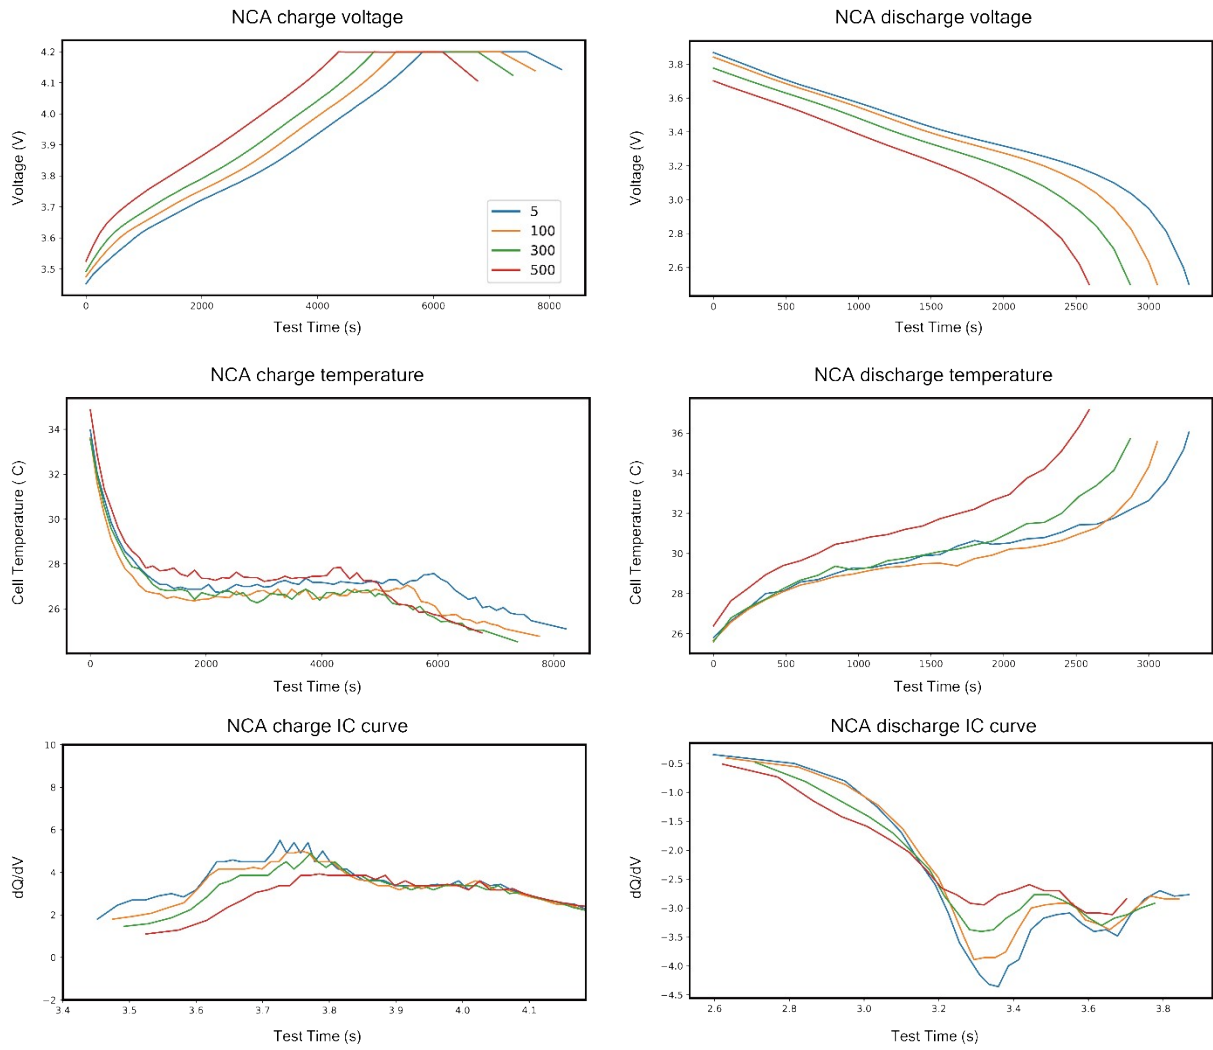 NCA charge voltage
Voltage (V)
4.2
4.1
4.0
3.9
3.8
3.7
3.6
3.5
5
100
300
500
0 2000 4000 6000 8000
Test Time (s)
NCA discharge voltage
Voltage (V)
3.8
3.6
3.4
3.2
3.0
2.8
2.6
0 500 1000 1500 2000 2500 3000
Test Time (s)
NCA charge temperature
Cell Temperature ( C)
34
32
30
28
26
0 2000 4000 6000 8000
Test Time (s)
NCA discharge temperature
Cell Temperature ( C)
36
34
32
30
28
26
0 500 1000 1500 2000 2500 3000
Test Time (s)
NCA charge IC curve
dQ/dV
10
8
6
4
2
0
−2
3.4 3.5 3.6 3.7 3.8 3.9 4.0 4.1
Test Time (s)
NCA discharge IC curve
dQ/dV
−0.5
−1.0
−1.5
−2.0
−2.5
−3.0
−3.5
−4.0
−4.5
2.6 2.8 3.0 3.2 3.4 3.6 3.8
Test Time (s)